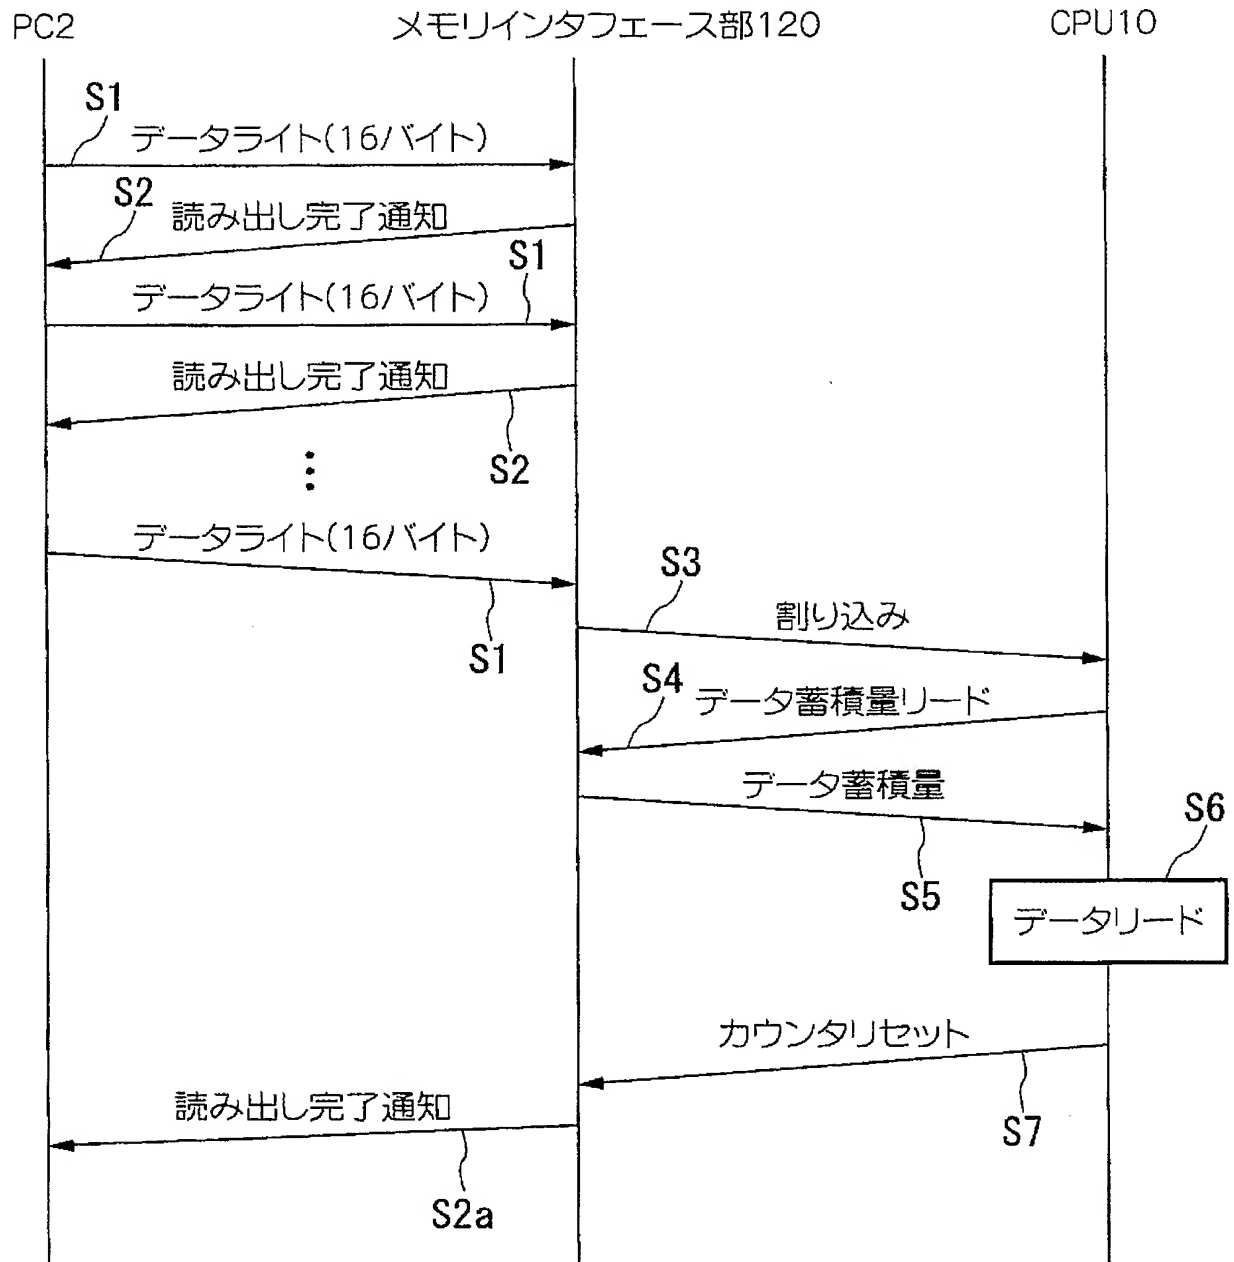 PC2 メモリインタフェース部120 CPU10
S1
データライト(16バイト)
S2
読み出し完了通知
S1
データライト(16バイト)
読み出し完了通知
S2
データライト(16バイト)
S1
S3
割り込み
S4
データ蓄積量リード
データ蓄積量
S5
S6
データリード
カウンタリセット
S7
読み出し完了通知
S2a